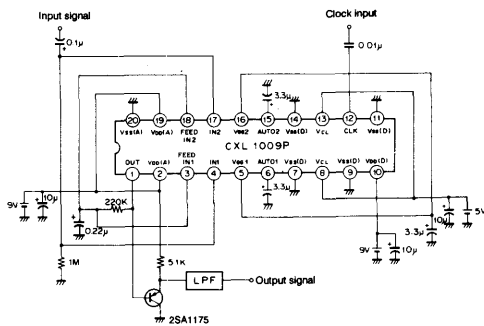 Input signal
Clock input
0.1μ
0.01μ
3.3μ
20 19 18 17 16 15 14 13 12 11
Vss(A) VDD(A) FEED IN2 IN2 VGG2 AUTO2 Vss(D) VCL CLK Vss(D)
CXL 1009P
OUT VDD(A) FEED IN1 IN1 VGG1 AUTO1 Vss(D) VCL Vss(D) VDD(D)
1 2 3 4 5 6 7 8 9 10
9V
10μ
220K
0.22μ
3.3μ
10μ
5V
3.3μ
9V
10μ
1M
5.1K
LPF
Output signal
2SA1175